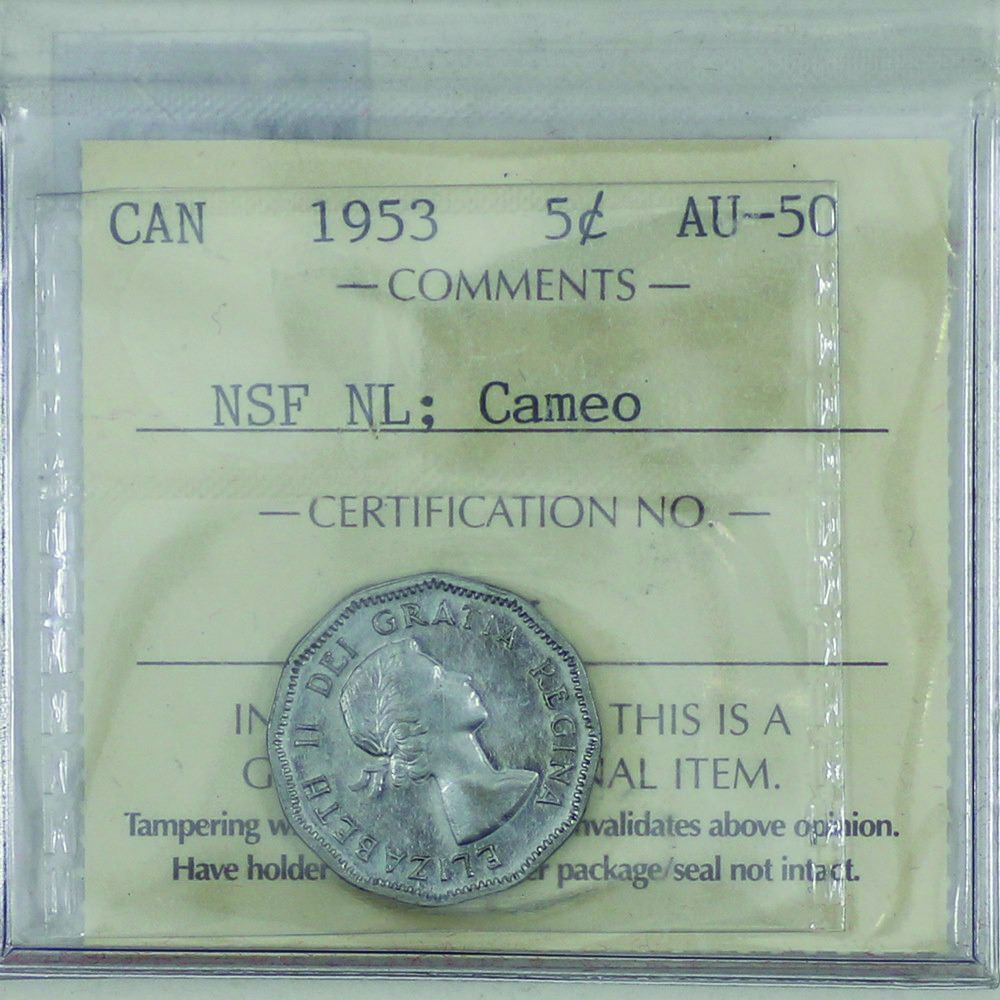 CAN 1953 5¢ AU-50
— COMMENTS —
NSF NL; Cameo
— CERTIFICATION NO. —
THIS IS A
ITEM.
Tampering invalidates above opinion.
Have holder package/seal not intact.
ELIZABETH II DEI GRATIA REGINA